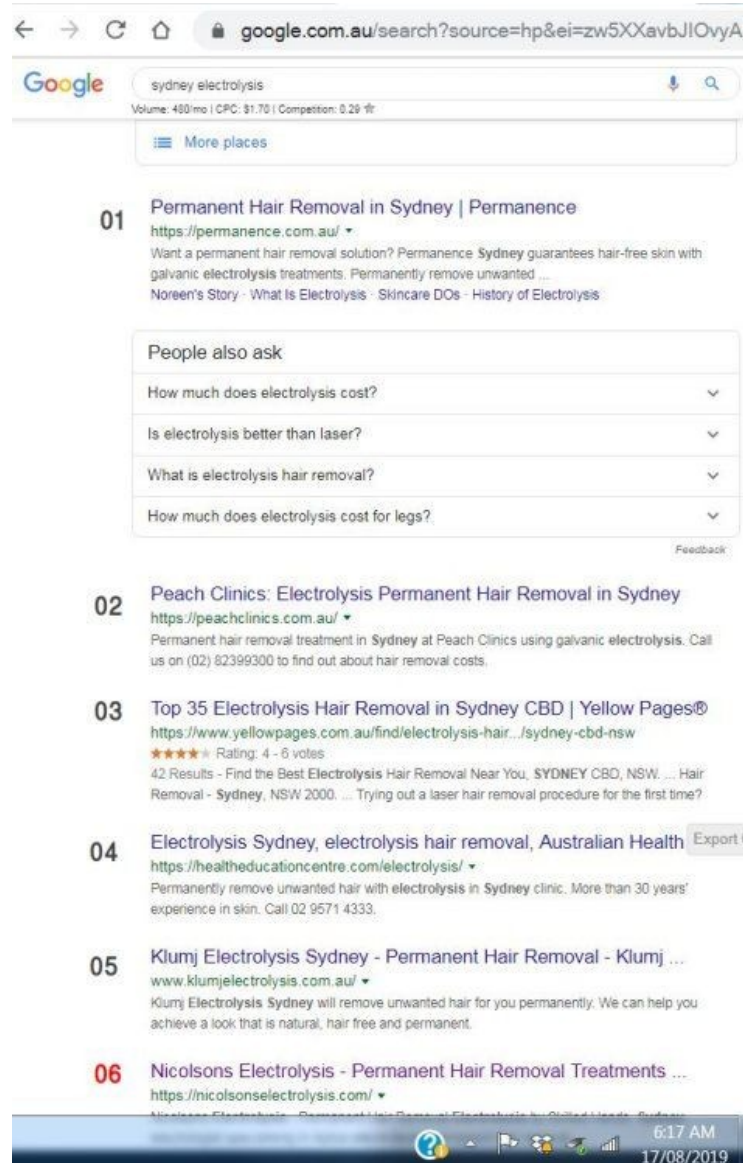 google.com.au/search?source=hp&ei=zw5XXavbJIOvyA
Google
sydney electrolysis
Volume: 480/mo | CPC: $1.70 | Competition: 0.29
More places
01
Permanent Hair Removal in Sydney | Permanence
https://permanence.com.au/
Want a permanent hair removal solution? Permanence Sydney guarantees hair-free skin with
galvanic electrolysis treatments. Permanently remove unwanted ...
Noreen's Story · What Is Electrolysis · Skincare DOs · History of Electrolysis
People also ask
How much does electrolysis cost?
Is electrolysis better than laser?
What is electrolysis hair removal?
How much does electrolysis cost for legs?
Feedback
02
Peach Clinics: Electrolysis Permanent Hair Removal in Sydney
https://peachclinics.com.au/
Permanent hair removal treatment in Sydney at Peach Clinics using galvanic electrolysis. Call
us on (02) 82399300 to find out about hair removal costs.
03
Top 35 Electrolysis Hair Removal in Sydney CBD | Yellow Pages®
https://www.yellowpages.com.au/find/electrolysis-hair.../sydney-cbd-nsw
Rating: 4 - 6 votes
42 Results - Find the Best Electrolysis Hair Removal Near You, SYDNEY CBD, NSW. ... Hair
Removal - Sydney, NSW 2000. ... Trying out a laser hair removal procedure for the first time?
04
Electrolysis Sydney, electrolysis hair removal, Australian Health
Export
https://healtheducationcentre.com/electrolysis/
Permanently remove unwanted hair with electrolysis in Sydney clinic. More than 30 years'
experience in skin. Call 02 9571 4333.
05
Klumj Electrolysis Sydney - Permanent Hair Removal - Klumj ...
www.klumjelectrolysis.com.au/
Klumj Electrolysis Sydney will remove unwanted hair for you permanently. We can help you
achieve a look that is natural, hair free and permanent.
06
Nicolsons Electrolysis - Permanent Hair Removal Treatments ...
https://nicolsonselectrolysis.com/
6:17 AM
17/08/2019